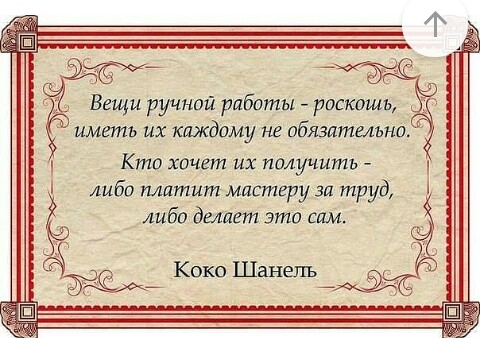 Вещи ручной работы - роскошь,
иметь их каждому не обязательно.
Кто хочет их получить -
либо платит мастеру за труд,
либо делает это сам.
Коко Шанель